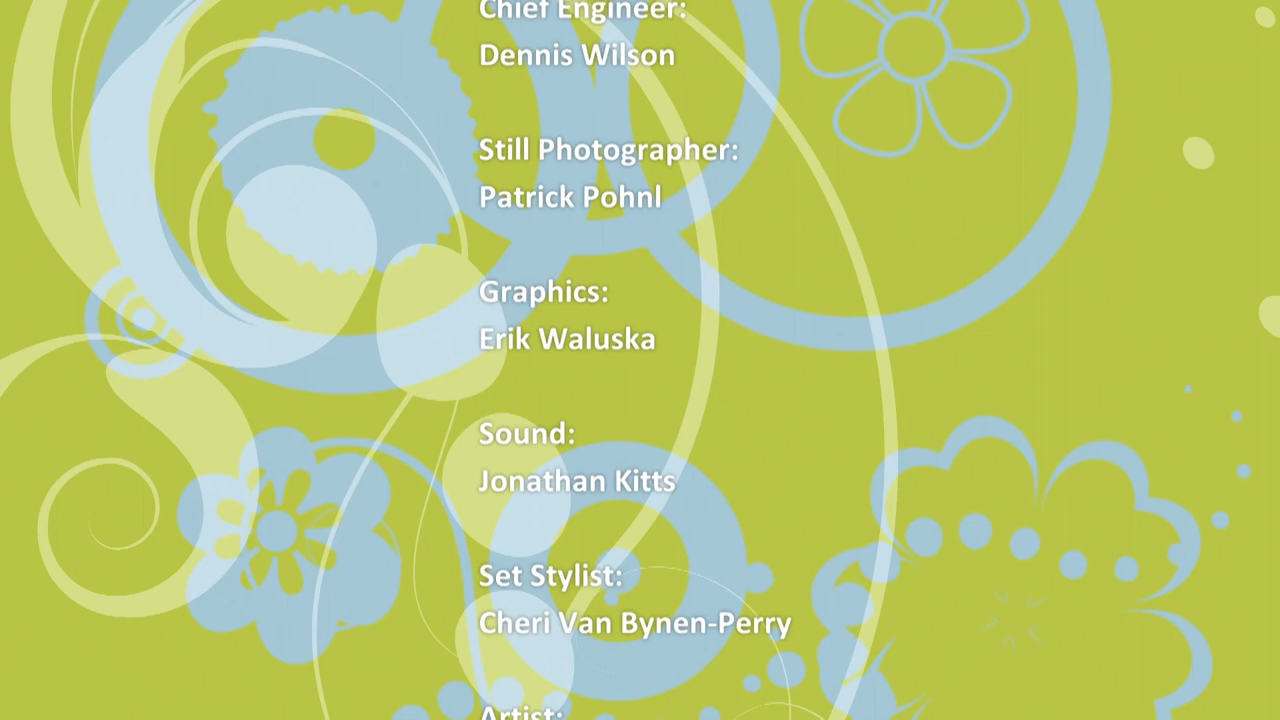 Chief Engineer:
Dennis Wilson
Still Photographer:
Patrick Pohnl
Graphics:
Erik Waluska
Sound:
Jonathan Kitts
Set Stylist:
Cheri Van Bynen-Perry
Artist: